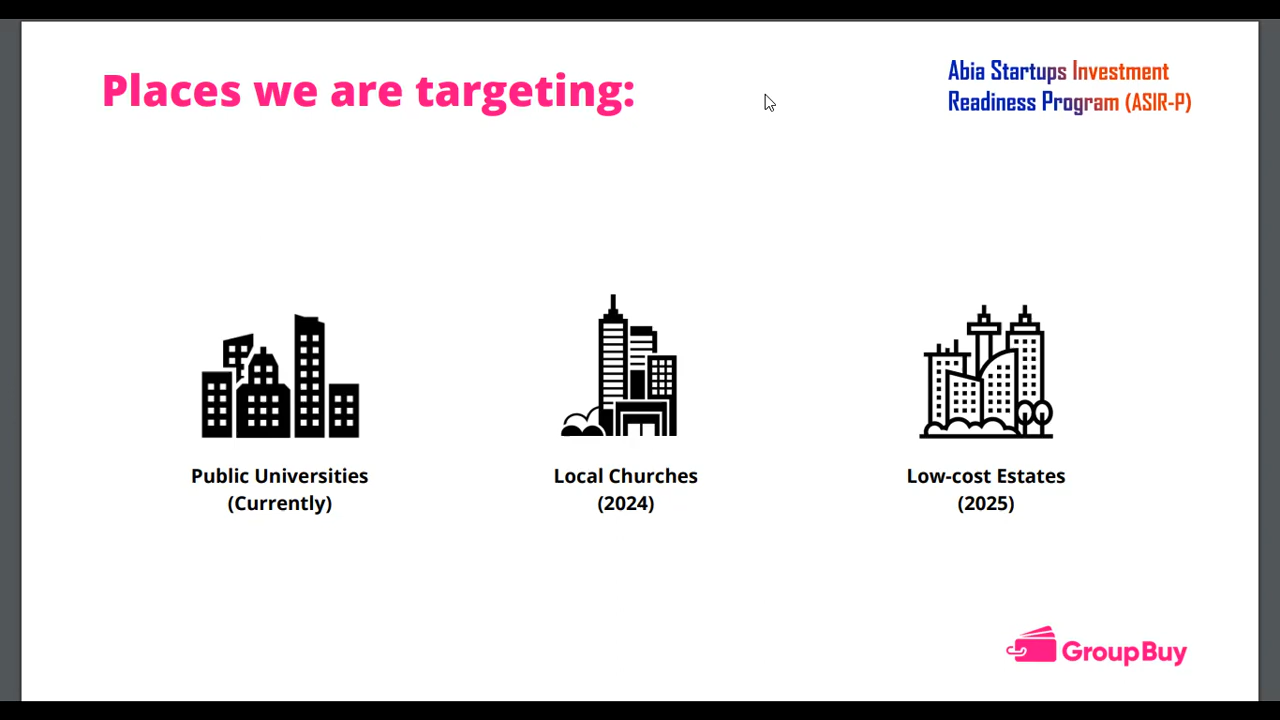 Places we are targeting:
Abia Startups Investment
Readiness Program (ASIR-P)
Public Universities
(Currently)
Local Churches
(2024)
Low-cost Estates
(2025)
GroupBuy